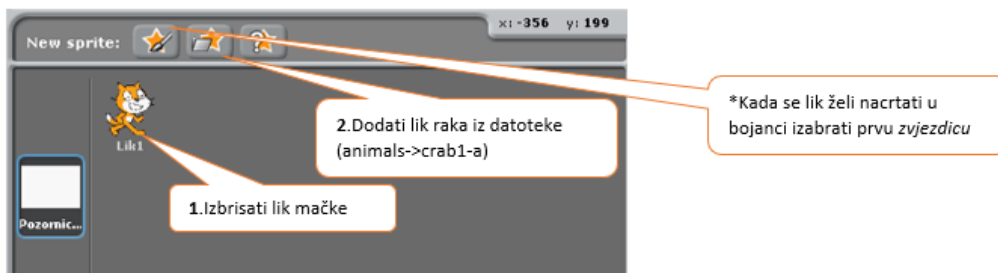 x: -356 y: 199
New sprite:
*Kada se lik želi nacrtati u
bojanci izabrati prvu zvjezdicu
2.Dodati lik raka iz datoteke
(animals->crab1-a)
Lik1
1.Izbrisati lik mačke
Pozornic...